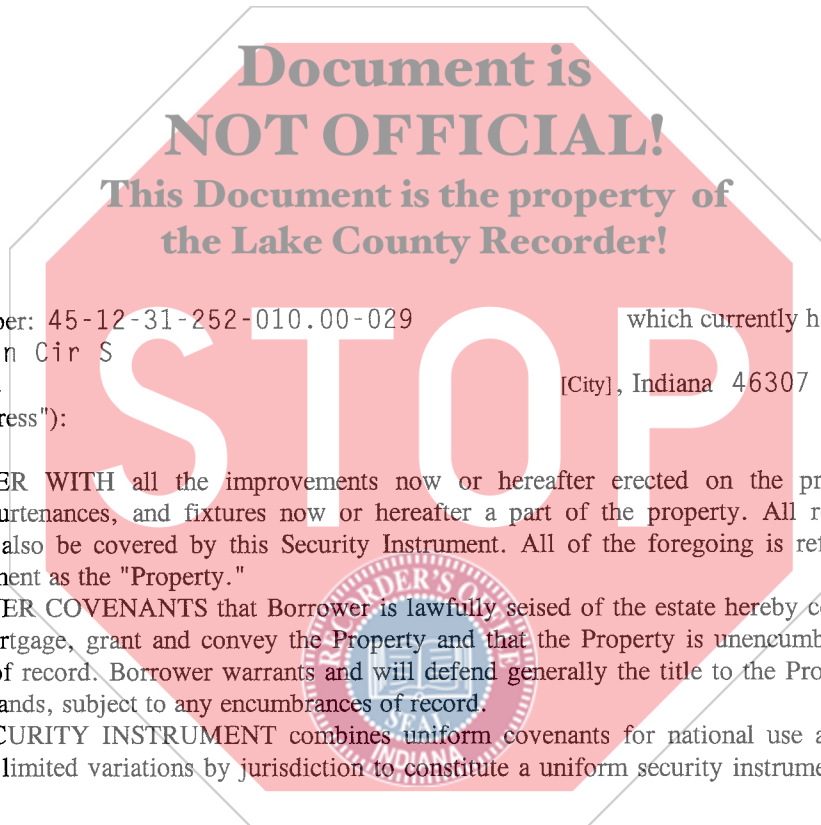 Document is
NOT OFFICIAL!
This Document is the property of
the Lake County Recorder!
ber: 45-12-31-252-010.00-029 which currently h
n Cir S
[City], Indiana 46307
ress"):
STOP
ER WITH all the improvements now or hereafter erected on the pr
urtenances, and fixtures now or hereafter a part of the property. All r
also be covered by this Security Instrument. All of the foregoing is ref
nent as the "Property."
ER COVENANTS that Borrower is lawfully seised of the estate hereby co
rtgage, grant and convey the Property and that the Property is unencumb
of record. Borrower warrants and will defend generally the title to the Pro
ands, subject to any encumbrances of record.
CURITY INSTRUMENT combines uniform covenants for national use a
limited variations by jurisdiction to constitute a uniform security instrume
RECORDER'S OFFICE
SEAL
INDIANA